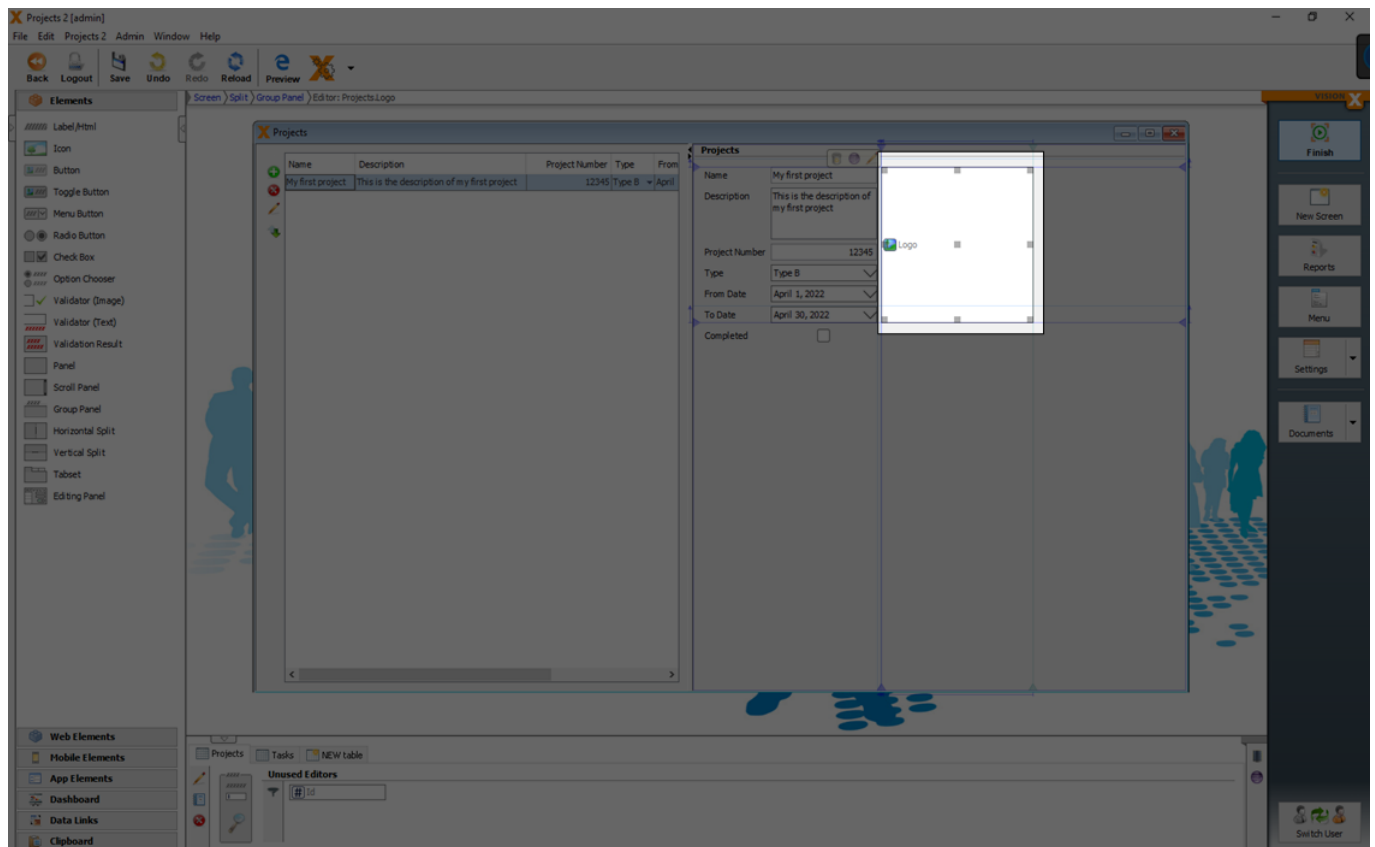 Projects 2 [admin]
File Edit Projects 2 Admin Window Help
Back Logout Save Undo Redo Reload Preview
Elements
Screen Split Group Panel Editor: Projects.Logo
VISION X
Label/Html
Icon
Button
Toggle Button
Menu Button
Radio Button
Check Box
Option Chooser
Validator (Image)
Validator (Text)
Validation Result
Panel
Scroll Panel
Group Panel
Horizontal Split
Vertical Split
Tabset
Editing Panel
Web Elements
Mobile Elements
App Elements
Dashboard
Data Links
Clipboard
Projects
Name Description Project Number Type From
My first project This is the description of my first project 12345 Type B April
Projects
Name My first project
Description This is the description of
my first project
Project Number 12345
Type Type B
From Date April 1, 2022
To Date April 30, 2022
Completed
Logo
Projects Tasks NEW table
Unused Editors
# Id
Finish
New Screen
Reports
Menu
Settings
Documents
Switch User